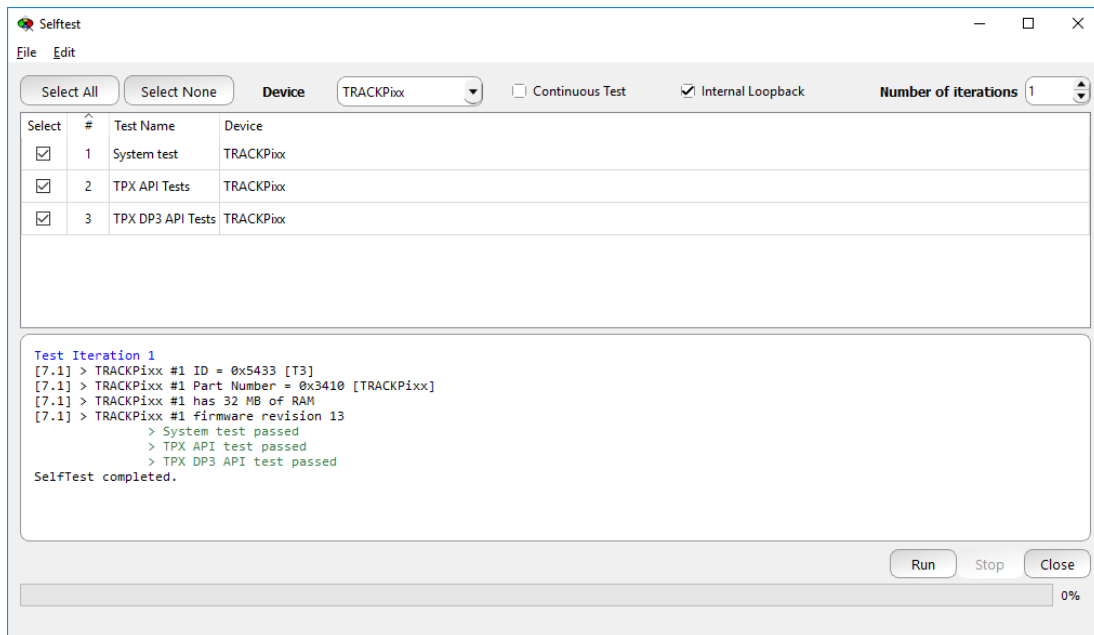 Selftest
File Edit
Select All Select None Device TRACKPixx Continuous Test Internal Loopback Number of iterations 1
Select # Test Name Device
1 System test TRACKPixx
2 TPX API Tests TRACKPixx
3 TPX DP3 API Tests TRACKPixx
Test Iteration 1
[7.1] > TRACKPixx #1 ID = 0x5433 [T3]
[7.1] > TRACKPixx #1 Part Number = 0x3410 [TRACKPixx]
[7.1] > TRACKPixx #1 has 32 MB of RAM
[7.1] > TRACKPixx #1 firmware revision 13
> System test passed
> TPX API test passed
> TPX DP3 API test passed
SelfTest completed.
Run Stop Close
0%